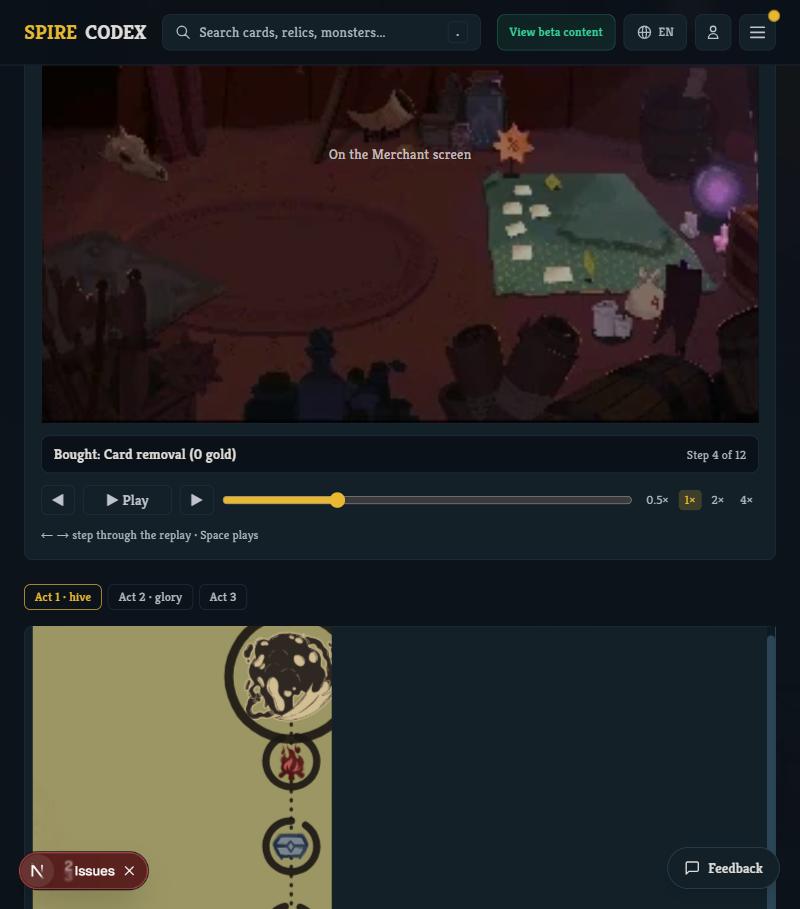 SPIRE CODEX
Search cards, relics, monsters...
.
View beta content
EN
On the Merchant screen
Bought: Card removal (0 gold)
Step 4 of 12
Play
0.5×
1×
2×
4×
← → step through the replay · Space plays
Act 1 · hive
Act 2 · glory
Act 3
N
Issues
Feedback